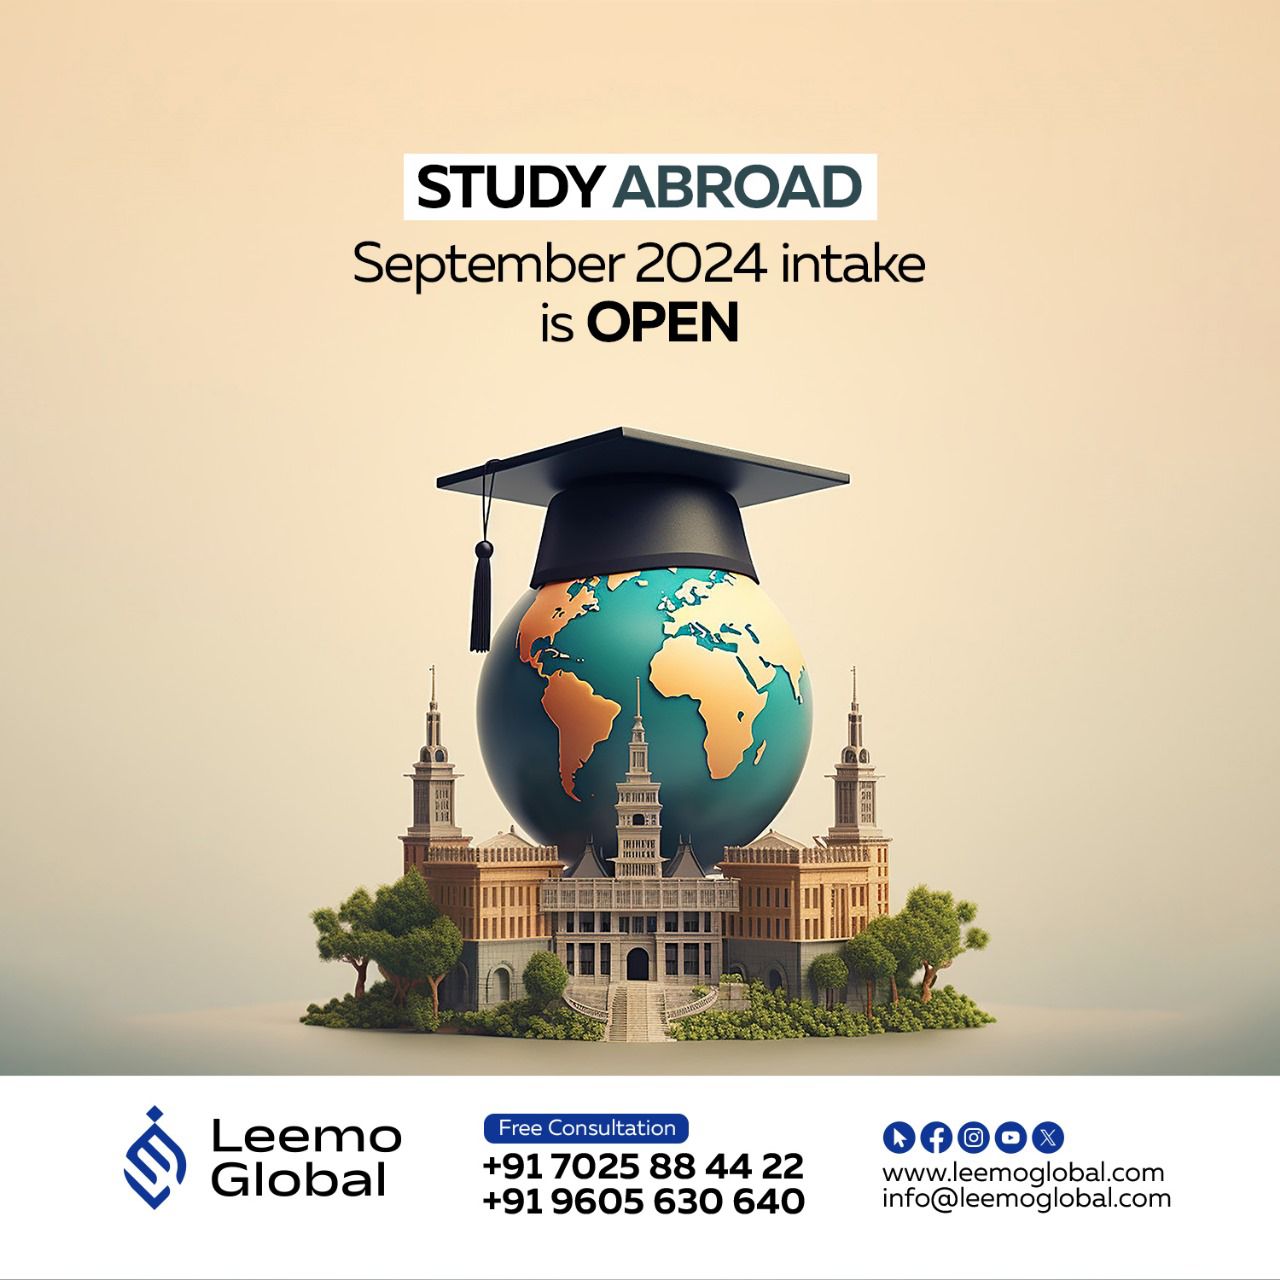 STUDY ABROAD
September 2024 intake
is OPEN
Leemo
Global
Free Consultation
+91 7025 88 44 22
+91 9605 630 640
www.leemoglobal.com
info@leemoglobal.com